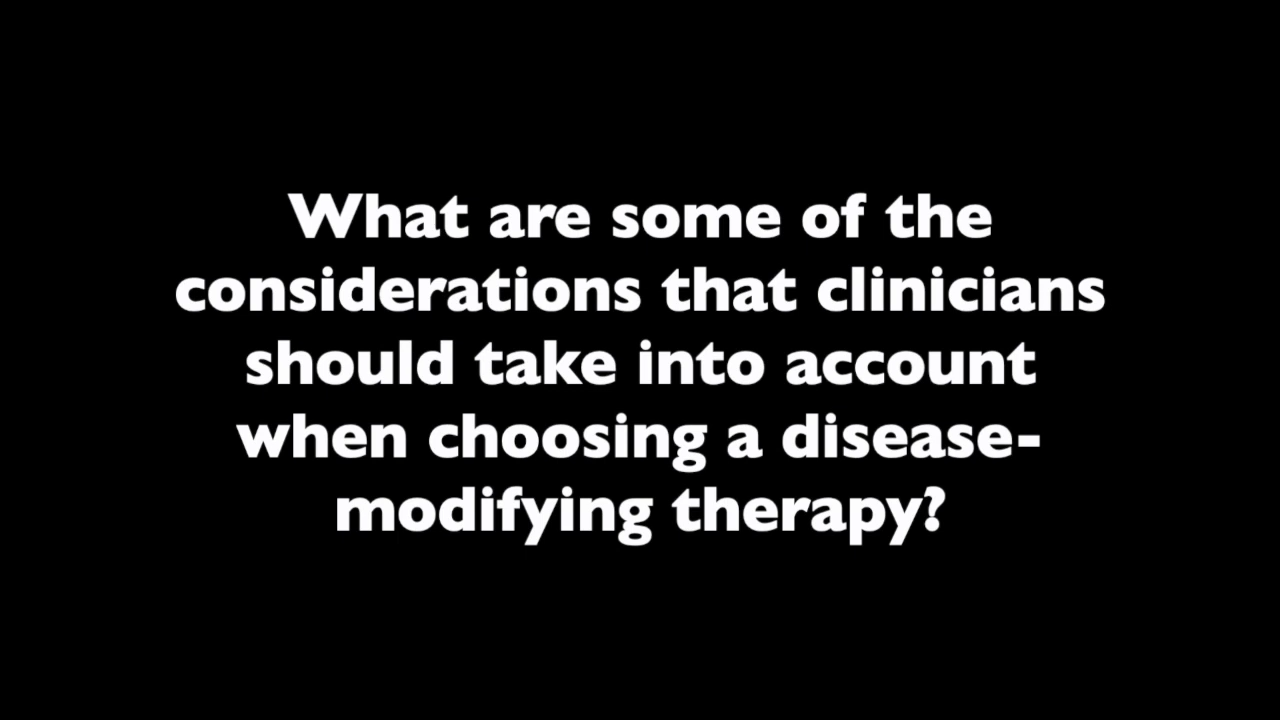 What are some of the
considerations that clinicians
should take into account
when choosing a disease-
modifying therapy?